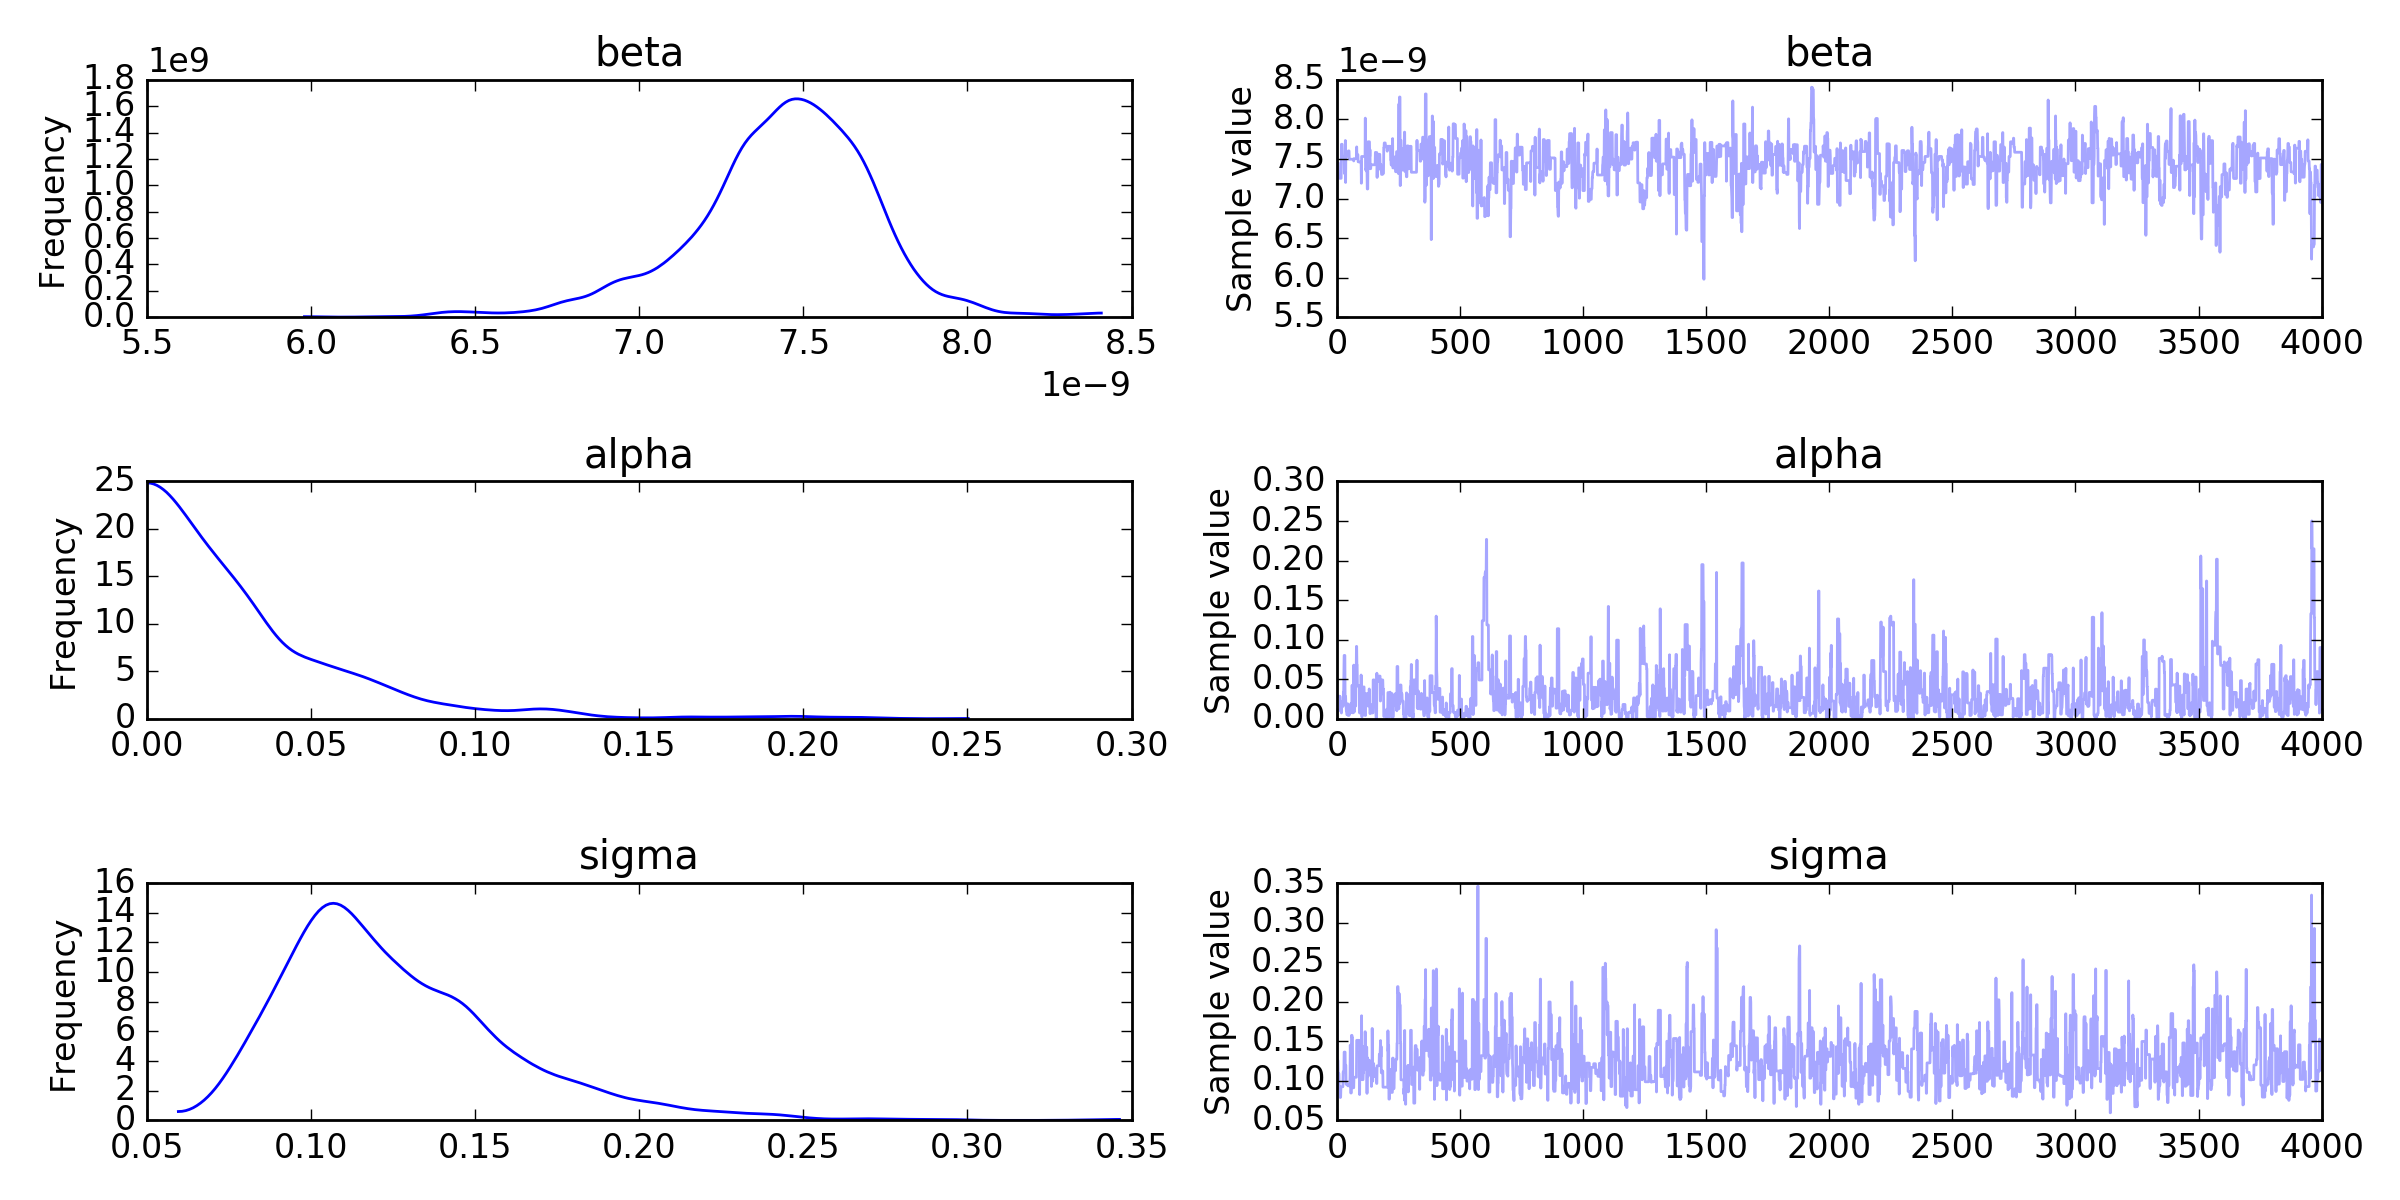 beta
1e9
Frequency
1.8
1.6
1.4
1.2
1.0
0.8
0.6
0.4
0.2
0.0
5.5 6.0 6.5 7.0 7.5 8.0 8.5
1e−9
beta
1e−9
Sample value
8.5
8.0
7.5
7.0
6.5
6.0
5.5
0 500 1000 1500 2000 2500 3000 3500 4000
alpha
Frequency
25
20
15
10
5
0
0.00 0.05 0.10 0.15 0.20 0.25 0.30
alpha
Sample value
0.30
0.25
0.20
0.15
0.10
0.05
0.00
0 500 1000 1500 2000 2500 3000 3500 4000
sigma
Frequency
16
14
12
10
8
6
4
2
0
0.05 0.10 0.15 0.20 0.25 0.30 0.35
sigma
Sample value
0.35
0.30
0.25
0.20
0.15
0.10
0.05
0 500 1000 1500 2000 2500 3000 3500 4000